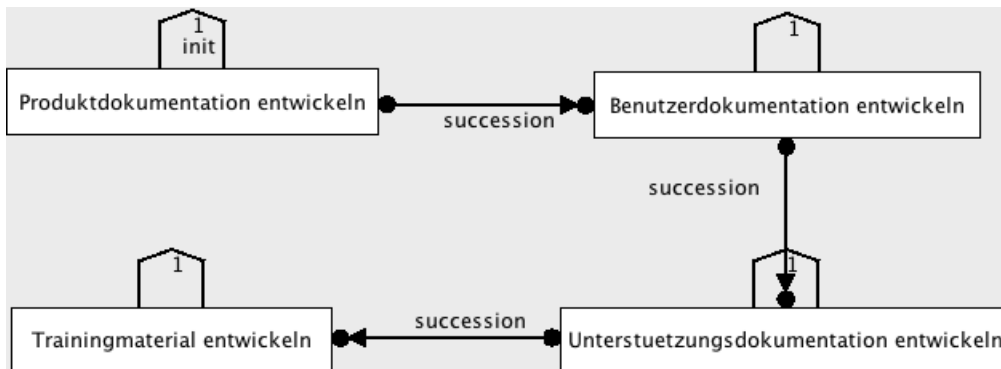 1
init
1
Produktdokumentation entwickeln
succession
Benutzerdokumentation entwickeln
succession
1
1
Trainingmaterial entwickeln
succession
Unterstuetzungsdokumentation entwickeln